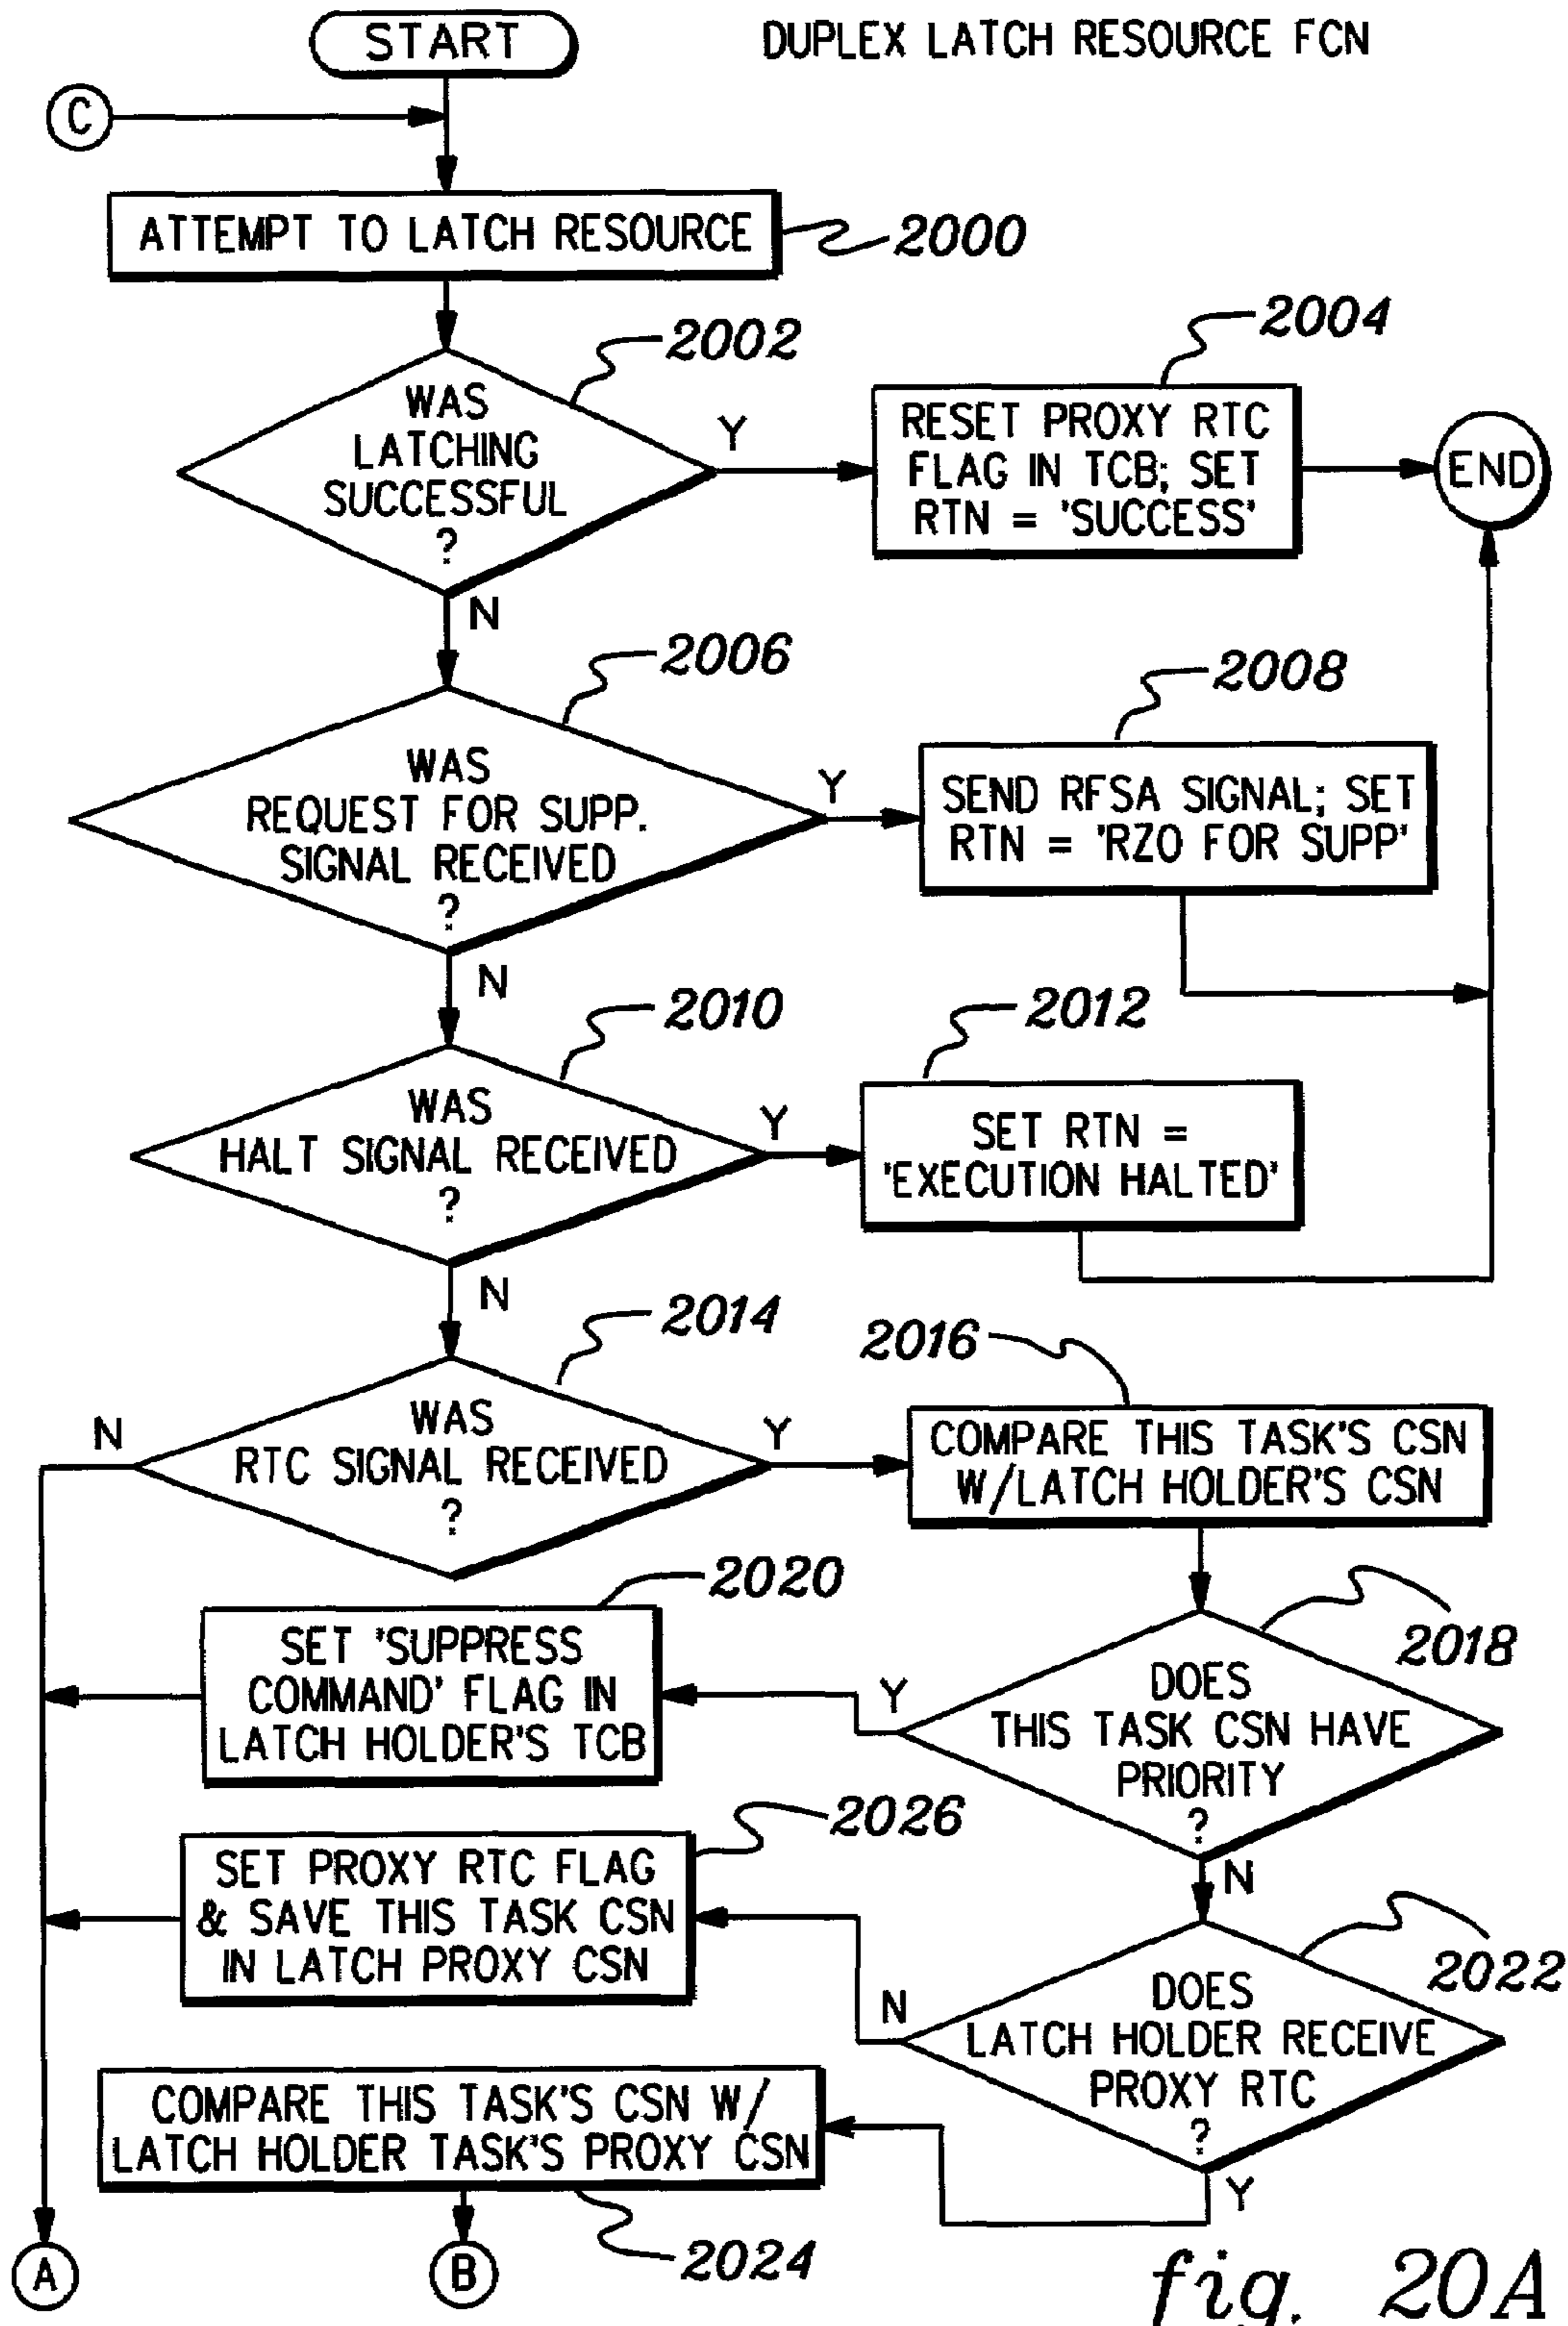 START
DUPLEX LATCH RESOURCE FCN
C
ATTEMPT TO LATCH RESOURCE
2000
2002
WAS
LATCHING
SUCCESSFUL
?
Y
N
2004
RESET PROXY RTC
FLAG IN TCB; SET
RTN = 'SUCCESS'
END
2006
WAS
REQUEST FOR SUPP.
SIGNAL RECEIVED
?
Y
N
2008
SEND RFSA SIGNAL; SET
RTN = 'RZO FOR SUPP'
2010
WAS
HALT SIGNAL RECEIVED
?
Y
N
2012
SET RTN =
'EXECUTION HALTED'
2014
WAS
RTC SIGNAL RECEIVED
?
N
Y
2016
COMPARE THIS TASK'S CSN
W/LATCH HOLDER'S CSN
2018
DOES
THIS TASK CSN HAVE
PRIORITY
?
Y
N
2020
SET 'SUPPRESS
COMMAND' FLAG IN
LATCH HOLDER'S TCB
2022
DOES
LATCH HOLDER RECEIVE
PROXY RTC
?
N
Y
2026
SET PROXY RTC FLAG
& SAVE THIS TASK CSN
IN LATCH PROXY CSN
COMPARE THIS TASK'S CSN W/
LATCH HOLDER TASK'S PROXY CSN
2024
A
B
fig. 20A